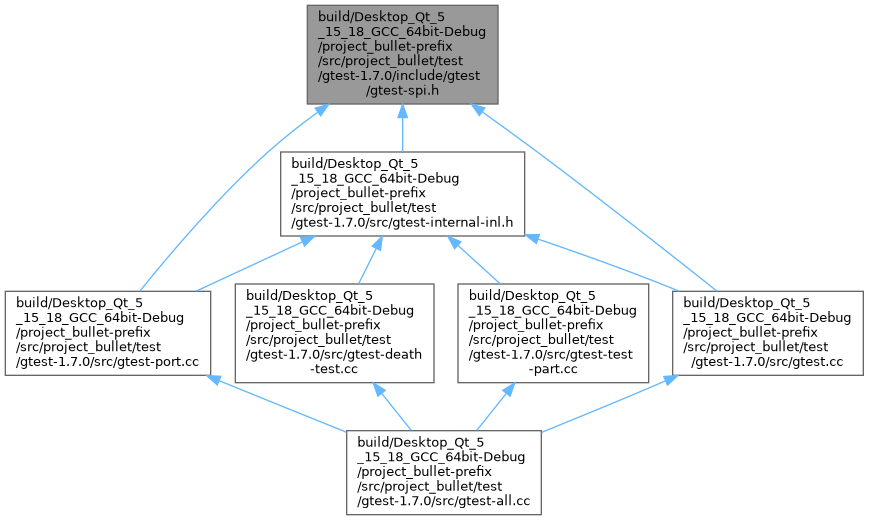 build/Desktop_Qt_5
_15_18_GCC_64bit-Debug
/project_bullet-prefix
/src/project_bullet/test
/gtest-1.7.0/include/gtest
/gtest-spi.h
build/Desktop_Qt_5
_15_18_GCC_64bit-Debug
/project_bullet-prefix
/src/project_bullet/test
/gtest-1.7.0/src/gtest-internal-inl.h
build/Desktop_Qt_5
_15_18_GCC_64bit-Debug
/project_bullet-prefix
/src/project_bullet/test
/gtest-1.7.0/src/gtest-port.cc
build/Desktop_Qt_5
_15_18_GCC_64bit-Debug
/project_bullet-prefix
/src/project_bullet/test
/gtest-1.7.0/src/gtest-death
-test.cc
build/Desktop_Qt_5
_15_18_GCC_64bit-Debug
/project_bullet-prefix
/src/project_bullet/test
/gtest-1.7.0/src/gtest-test
-part.cc
build/Desktop_Qt_5
_15_18_GCC_64bit-Debug
/project_bullet-prefix
/src/project_bullet/test
/gtest-1.7.0/src/gtest.cc
build/Desktop_Qt_5
_15_18_GCC_64bit-Debug
/project_bullet-prefix
/src/project_bullet/test
/gtest-1.7.0/src/gtest-all.cc